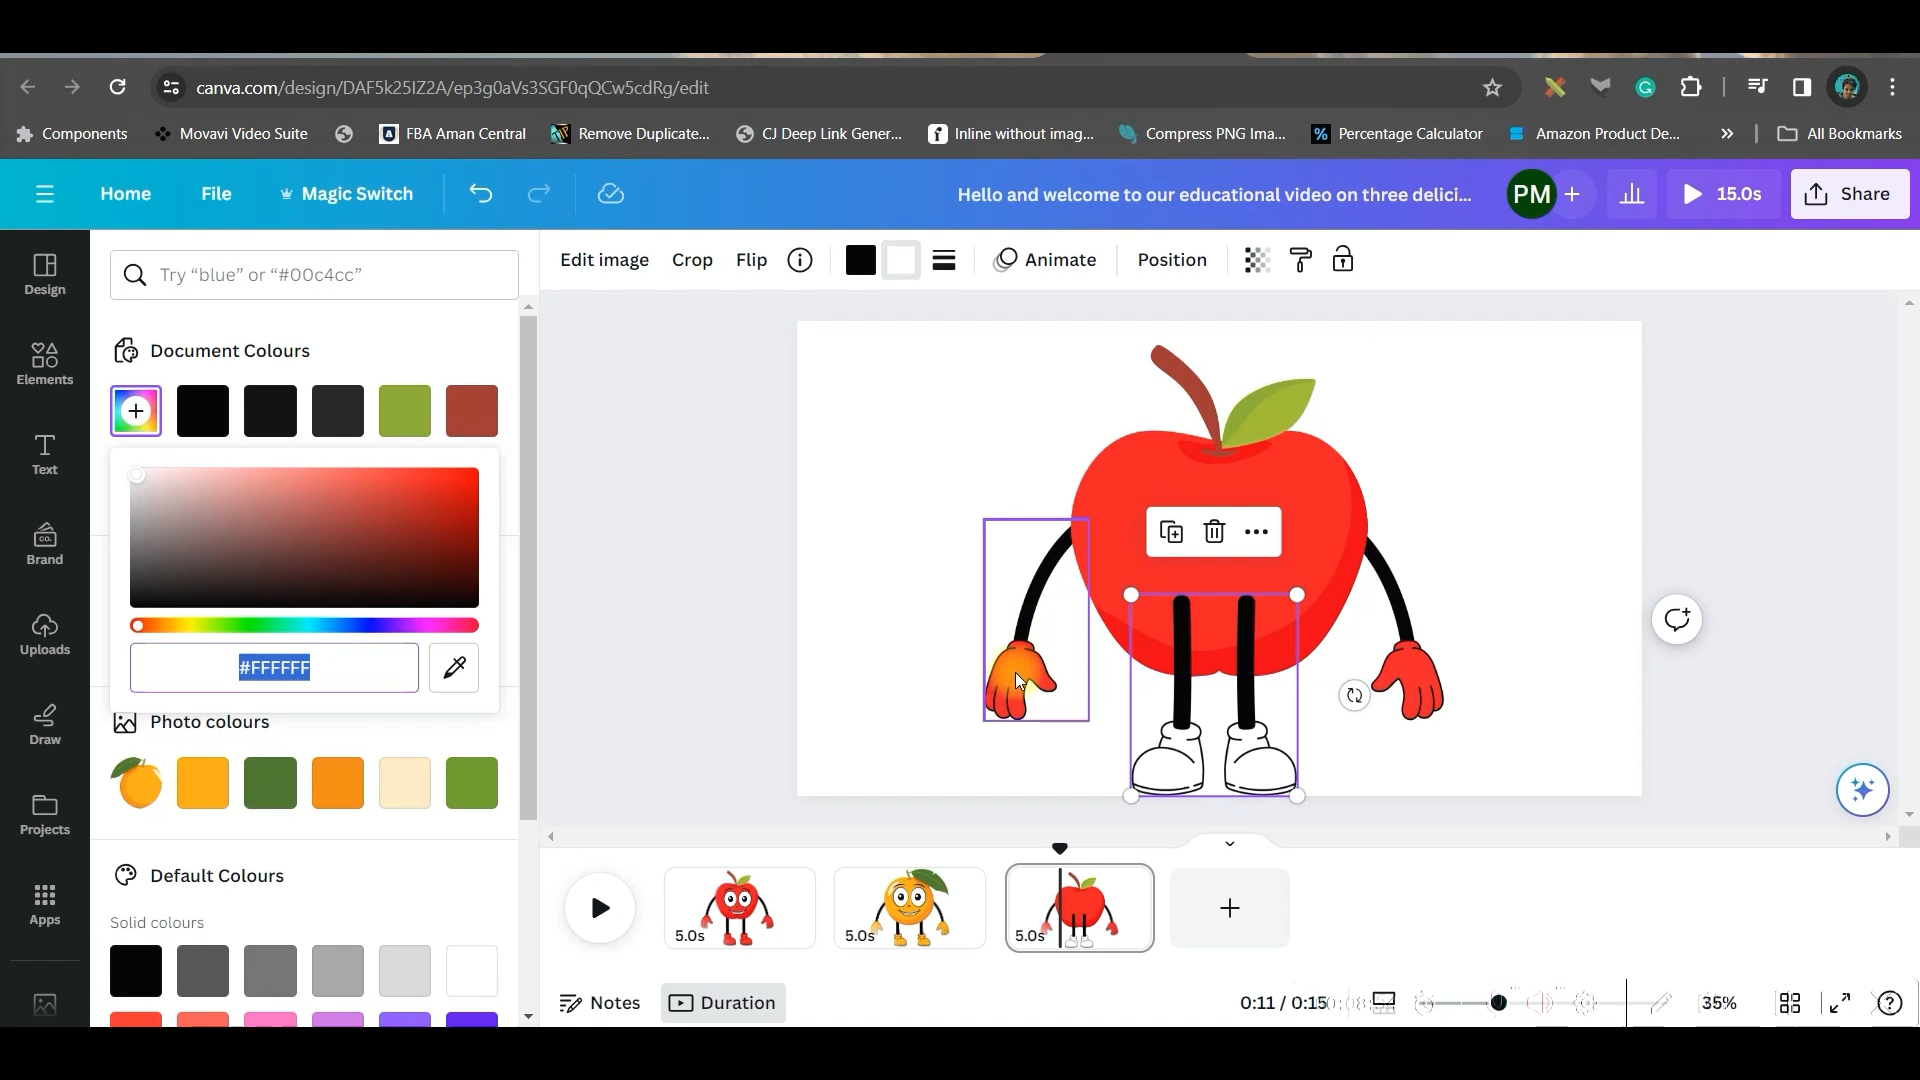 canva.com/design/DAF5k25IZ2A/ep3g0aVs3SGF0qQCw5cdRg/edit
Components
Movavi Video Suite
FBA Aman Central
Remove Duplicate...
CJ Deep Link Gener...
Inline without imag...
Compress PNG Ima...
Percentage Calculator
Amazon Product De...
All Bookmarks
Home
File
Magic Switch
Hello and welcome to our educational video on three delici...
PM
15.0s
Share
Design
Elements
Text
Brand
Uploads
Draw
Projects
Apps
Try “blue” or “#00c4cc”
Edit image
Crop
Flip
Animate
Position
Document Colours
#FFFFFF
Photo colours
Default Colours
Solid colours
5.0s
5.0s
5.0s
Notes
Duration
0:11 / 0:15
35%